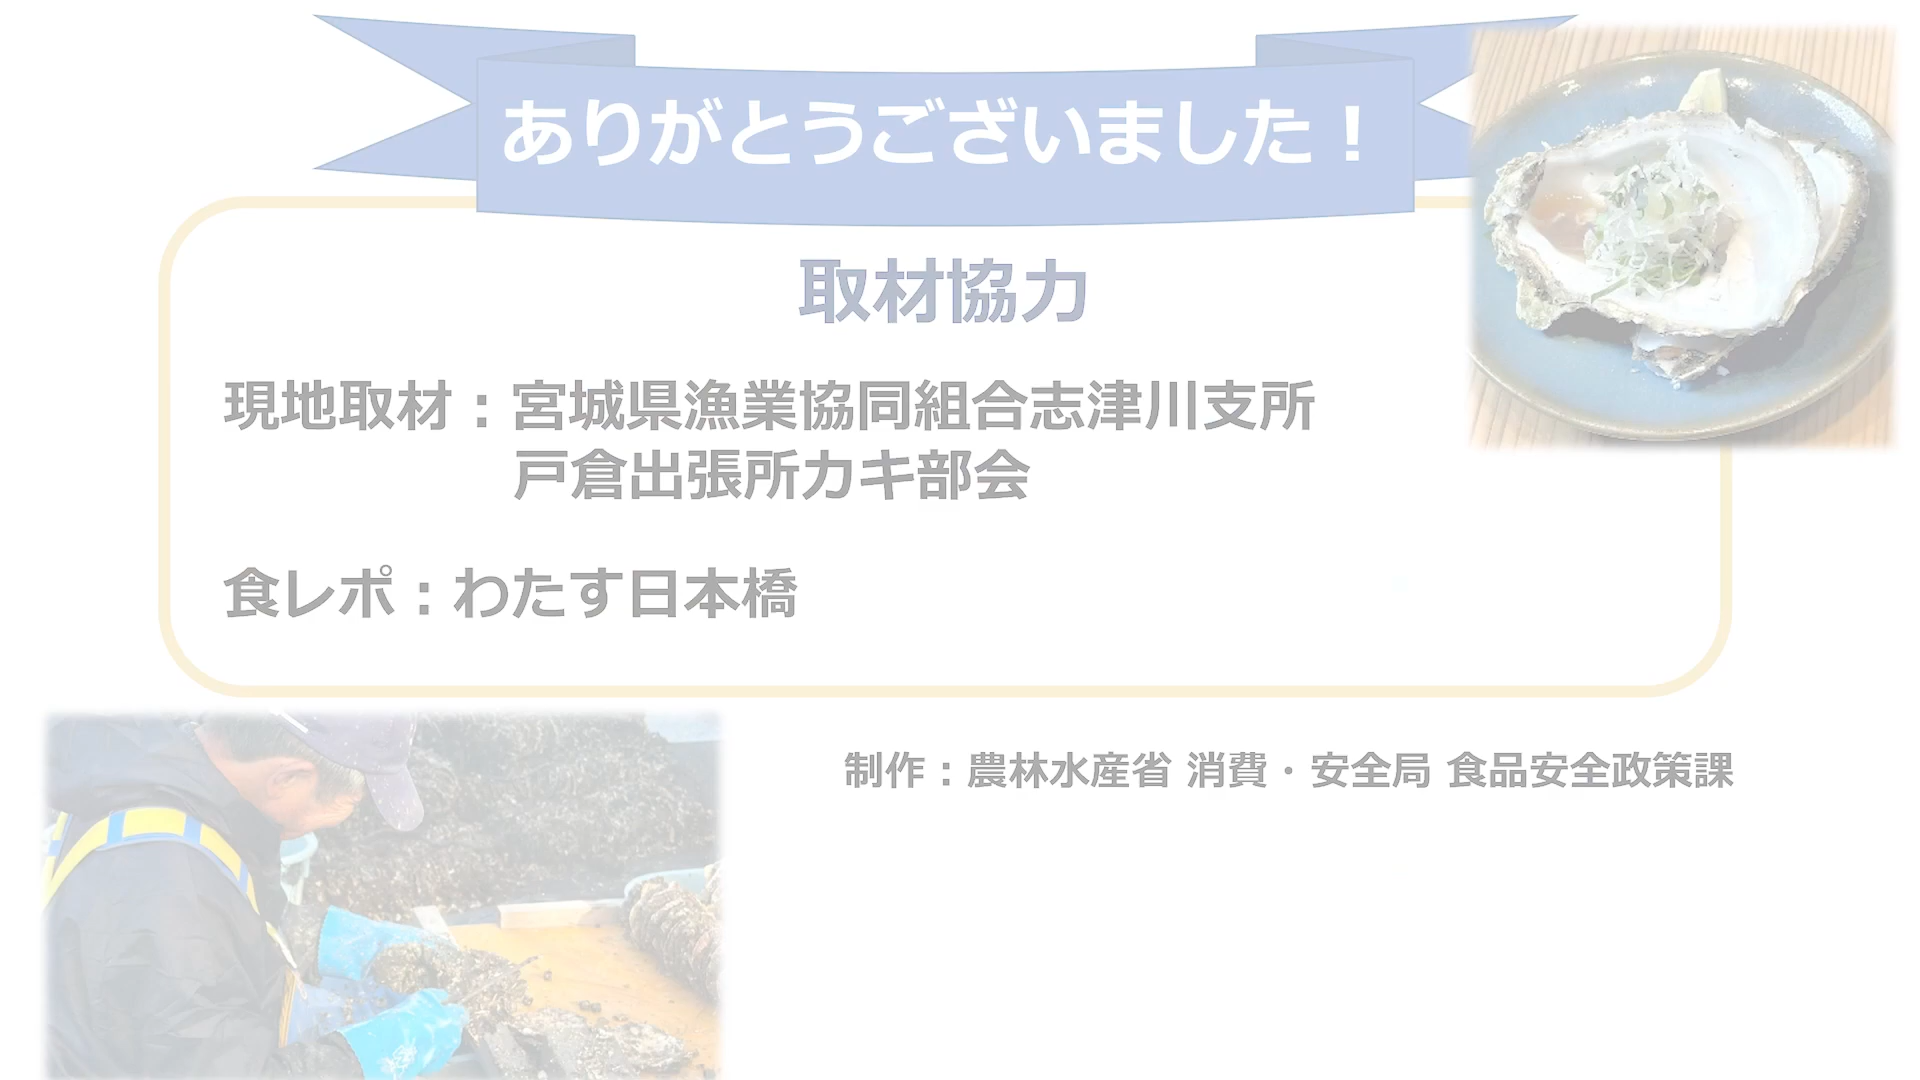 ありがとうございました！
取材協力
現地取材：宮城県漁業協同組合志津川支所
戸倉出張所カキ部会
食レポ：わたす日本橋
制作：農林水産省 消費・安全局 食品安全政策課